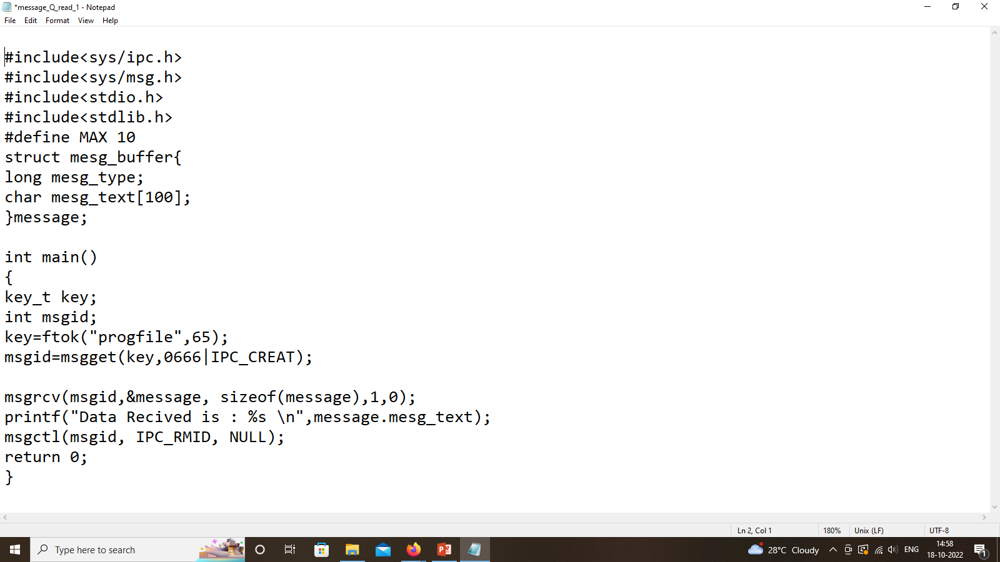 *message_Q_read_1 - Notepad
File Edit Format View Help
#include<sys/ipc.h>
#include<sys/msg.h>
#include<stdio.h>
#include<stdlib.h>
#define MAX 10
struct mesg_buffer{
long mesg_type;
char mesg_text[100];
}message;
int main()
{
key_t key;
int msgid;
key=ftok("progfile",65);
msgid=msgget(key,0666|IPC_CREAT);
msgrcv(msgid,&message, sizeof(message),1,0);
printf("Data Recived is : %s \n",message.mesg_text);
msgctl(msgid, IPC_RMID, NULL);
return 0;
}
Ln 2, Col 1 180% Unix (LF) UTF-8
Type here to search
28°C Cloudy
ENG
14:58
18-10-2022
1